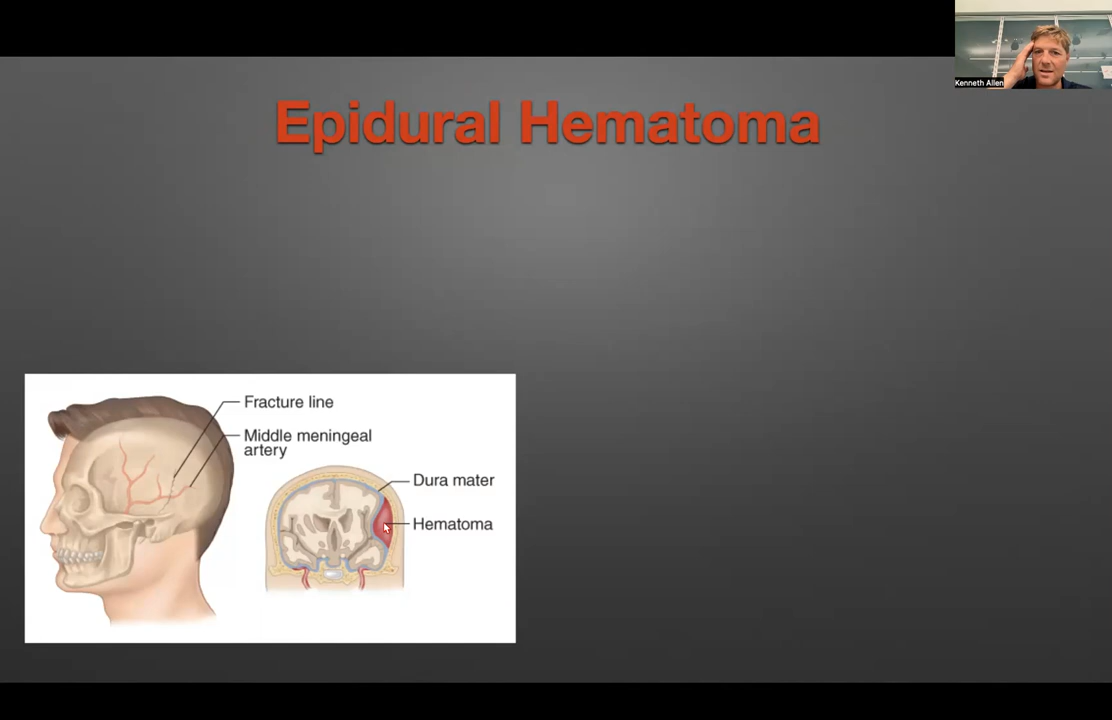 Kenneth Allen
Epidural Hematoma
Fracture line
Middle meningeal
artery
Dura mater
Hematoma